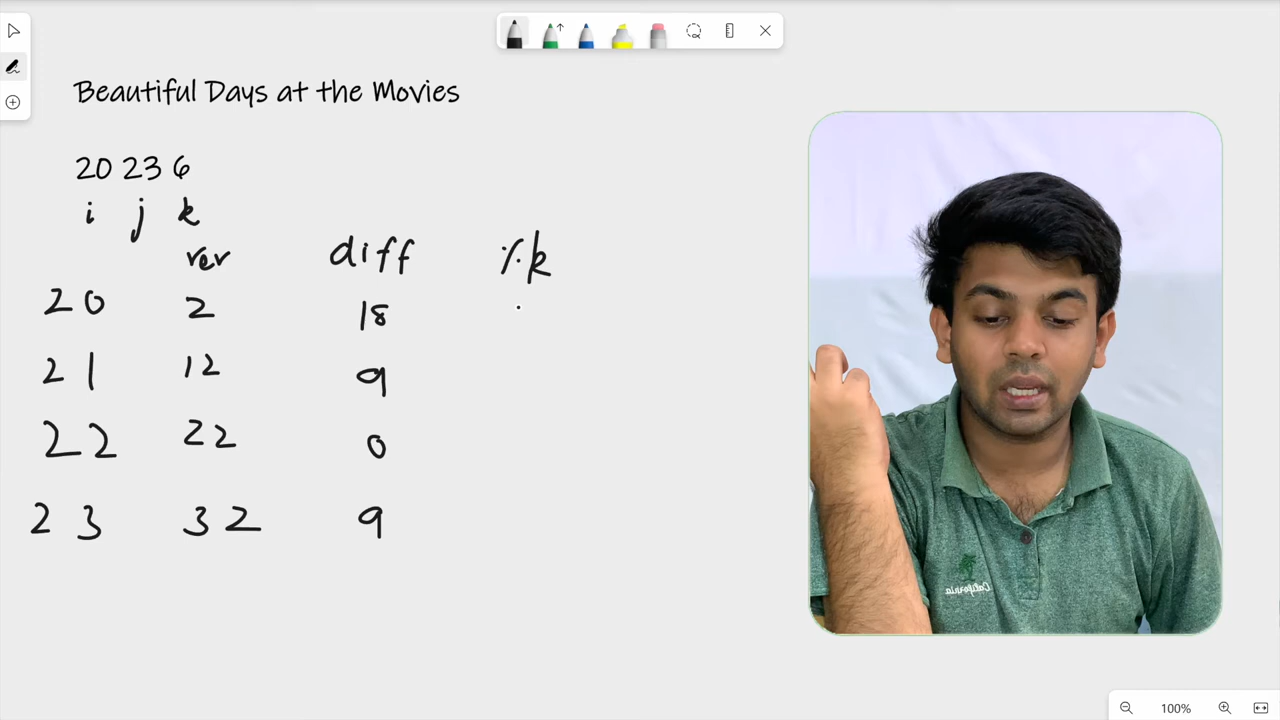 Beautiful Days at the Movies
20 23 6
i j k
rev diff %k
20 2 18
21 12 9
22 22 0
23 32 9
California
100%